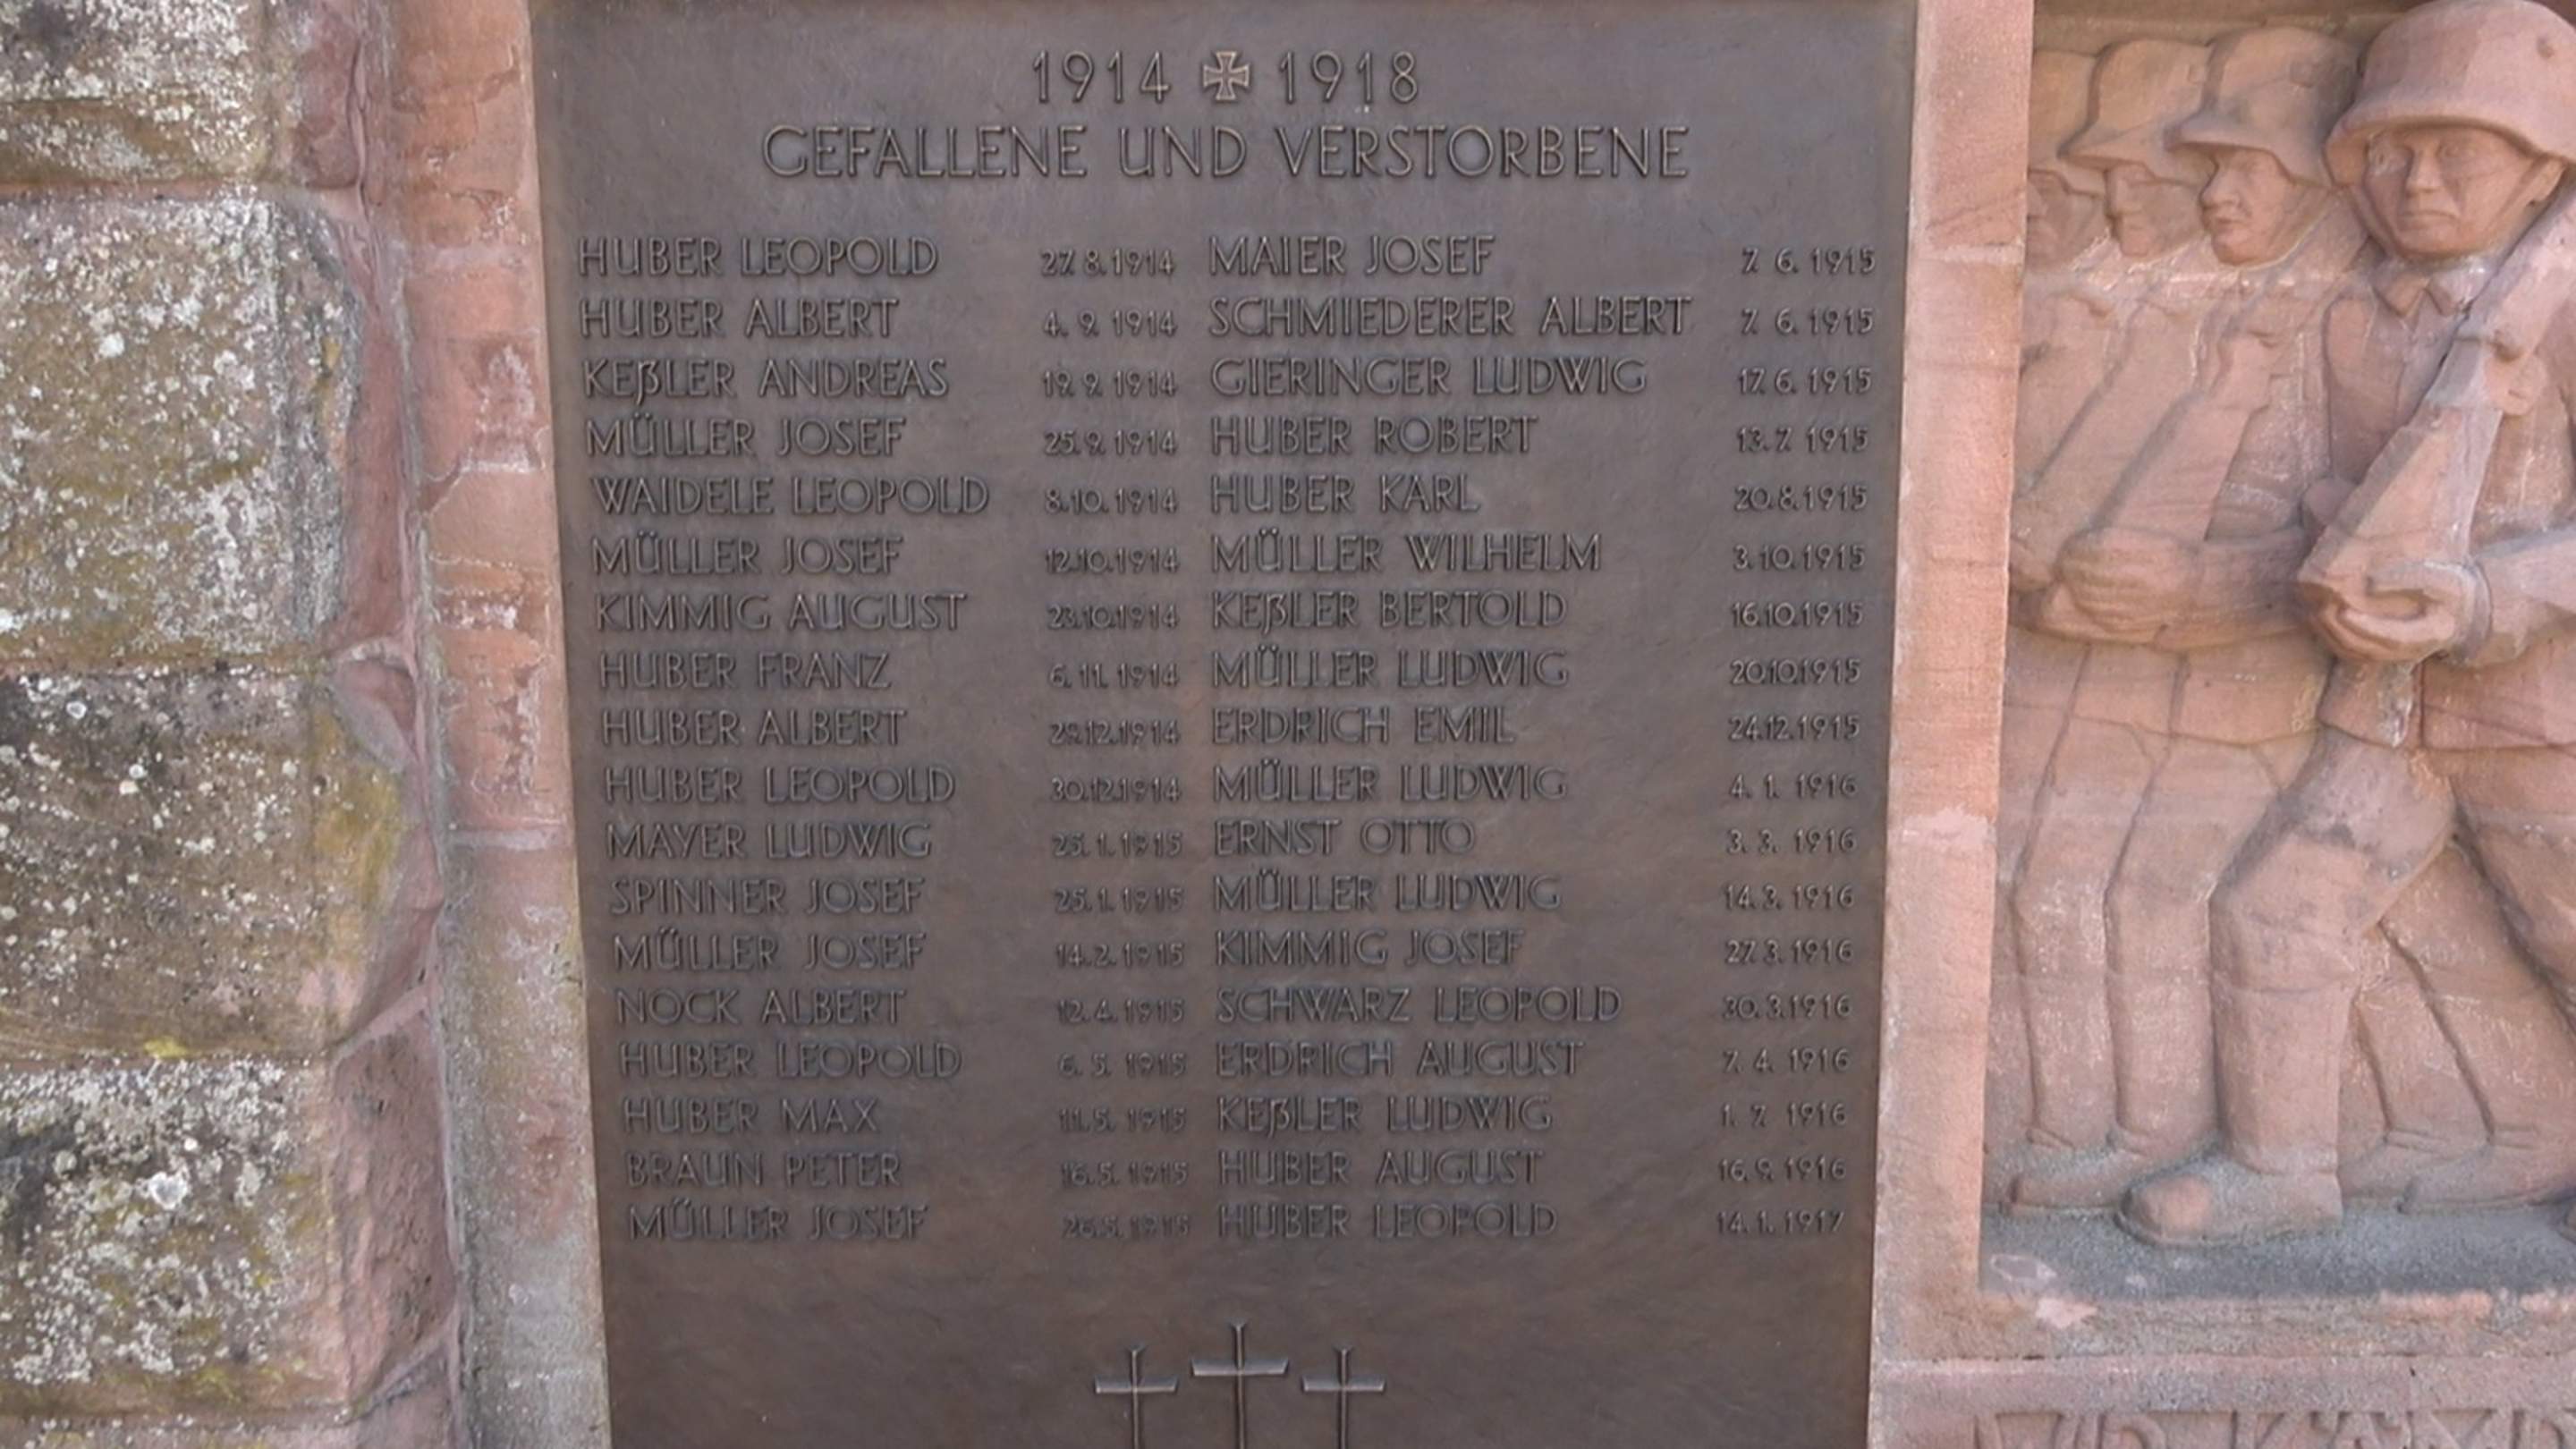 1914 ✠ 1918
GEFALLENE UND VERSTORBENE
HUBER LEOPOLD 27.8.1914
HUBER ALBERT 4. 9. 1914
KEßLER ANDREAS 19. 9. 1914
MÜLLER JOSEF 25.9. 1914
WAIDELE LEOPOLD 8.10.1914
MÜLLER JOSEF 12.10.1914
KIMMIG AUGUST 23.10.1914
HUBER FRANZ 6. 11. 1914
HUBER ALBERT 29.12.1914
HUBER LEOPOLD 30.12.1914
MAYER LUDWIG 25. 1. 1915
SPINNER JOSEF 25. 1. 1915
MÜLLER JOSEF 14. 2. 1915
NOCK ALBERT 12. 4. 1915
HUBER LEOPOLD 6. 5. 1915
HUBER MAX 11. 5. 1915
BRAUN PETER 16. 5. 1915
MÜLLER JOSEF 26.5. 1915
MAIER JOSEF 7. 6. 1915
SCHMIEDERER ALBERT 7. 6. 1915
GIERINGER LUDWIG 17. 6. 1915
HUBER ROBERT 13. 7. 1915
HUBER KARL 20.8.1915
MÜLLER WILHELM 3. 10. 1915
KEßLER BERTOLD 16.10.1915
MÜLLER LUDWIG 20.10.1915
ERDRICH EMIL 24.12.1915
MÜLLER LUDWIG 4. 1. 1916
ERNST OTTO 3. 3. 1916
MÜLLER LUDWIG 14. 3. 1916
KIMMIG JOSEF 27. 3. 1916
SCHWARZ LEOPOLD 30. 3.1916
ERDRICH AUGUST 7. 4. 1916
KEßLER LUDWIG 1. 7. 1916
HUBER AUGUST 16. 9. 1916
HUBER LEOPOLD 14. 1. 1917